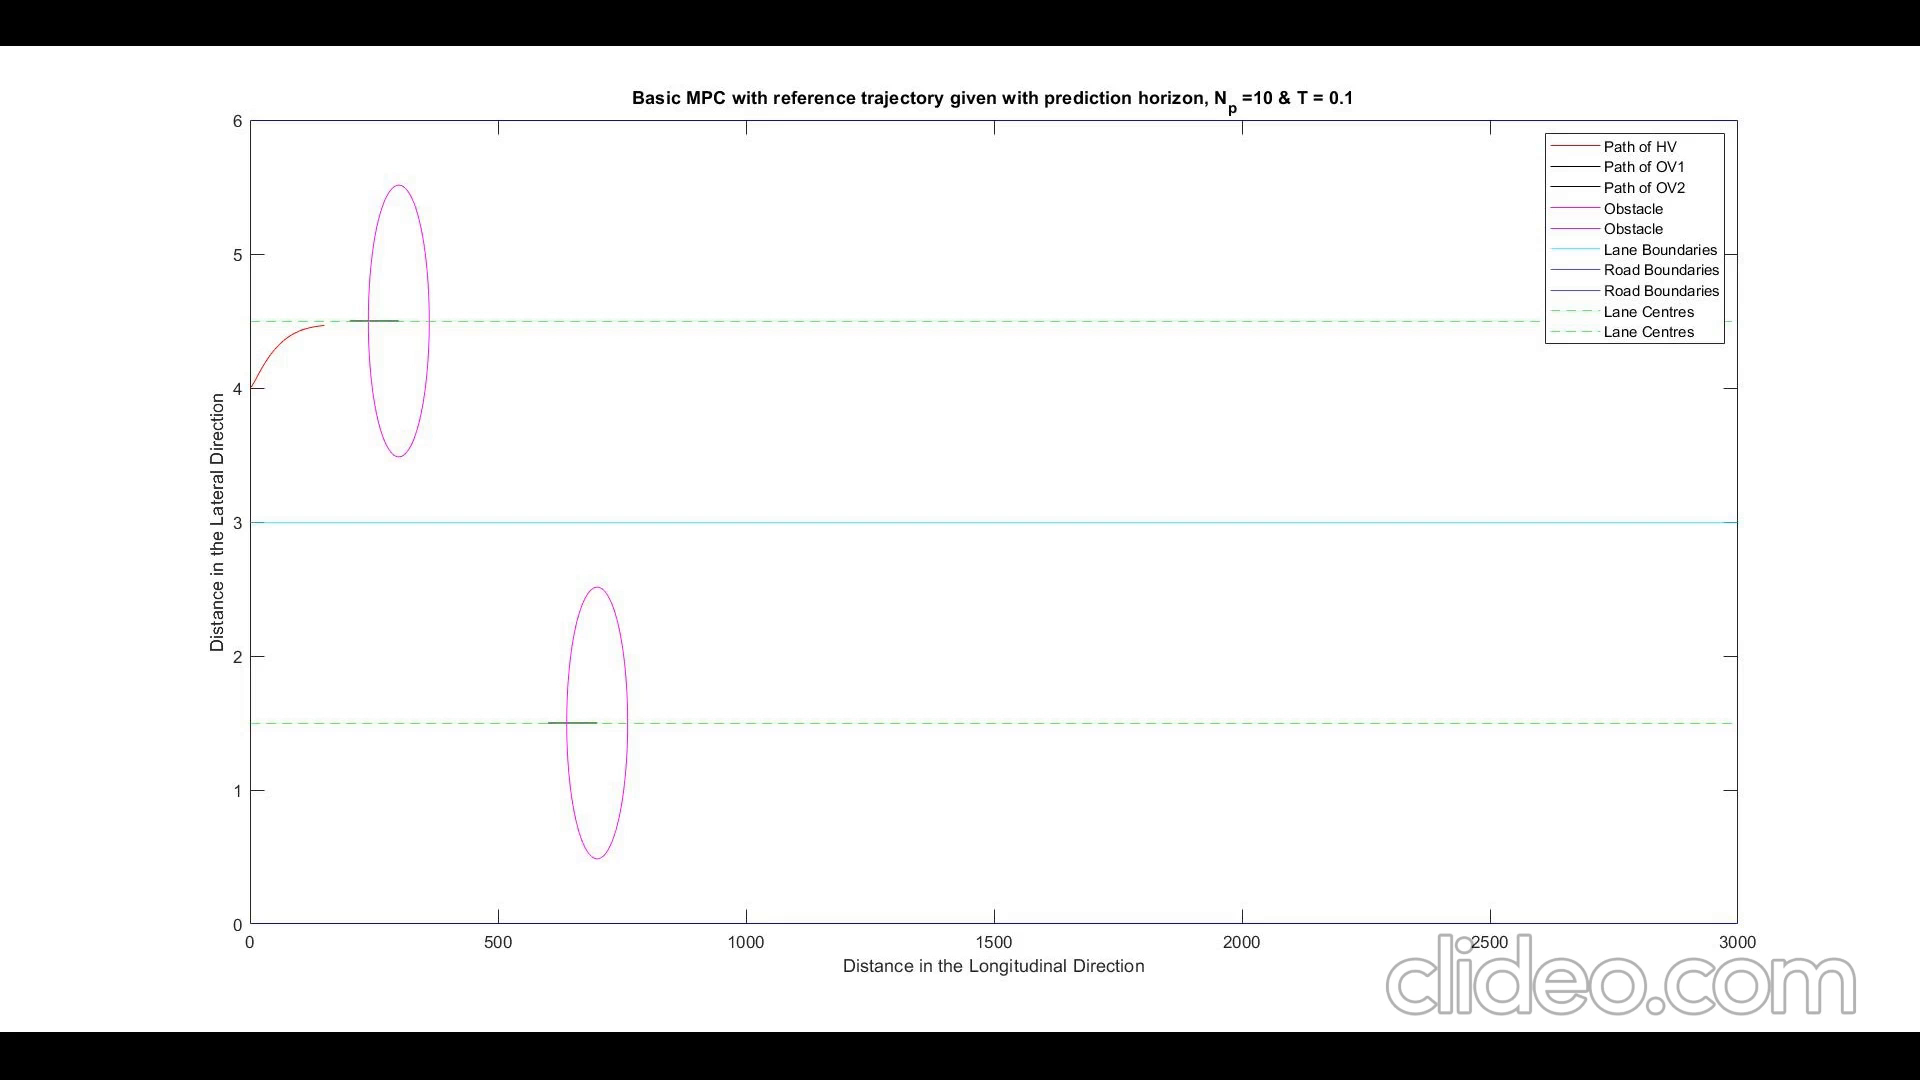 Basic MPC with reference trajectory given with prediction horizon, Np =10 & T = 0.1
6
5
4
3
2
1
0
Distance in the Lateral Direction
Path of HV
Path of OV1
Path of OV2
Obstacle
Obstacle
Lane Boundaries
Road Boundaries
Road Boundaries
Lane Centres
Lane Centres
0 500 1000 1500 2000 2500 3000
Distance in the Longitudinal Direction
clideo.com